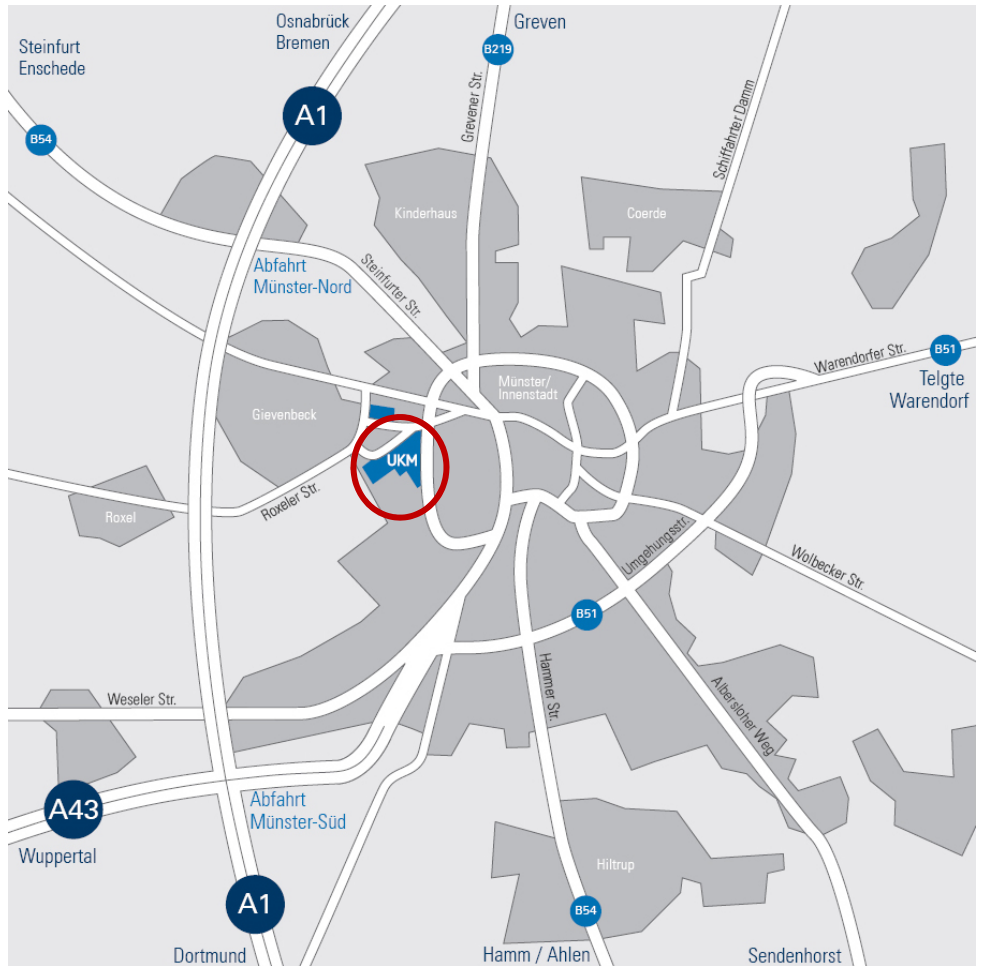 Osnabrück
Bremen
Greven
Steinfurt
Enschede
B219
A1
B54
Grevener Str.
Schiffahrter Damm
Kinderhaus
Coerde
Abfahrt
Münster-Nord
Steinfurter Str.
B51
Warendorfer Str.
Telgte
Warendorf
Münster/
Innenstadt
Gievenbeck
UKM
Roxeler Str.
Roxel
Umgehungsstr.
Wolbecker Str.
B51
Hammer Str.
Albersloher Weg
Weseler Str.
A43
Wuppertal
Abfahrt
Münster-Süd
Hiltrup
A1
B54
Dortmund
Hamm / Ahlen
Sendenhorst